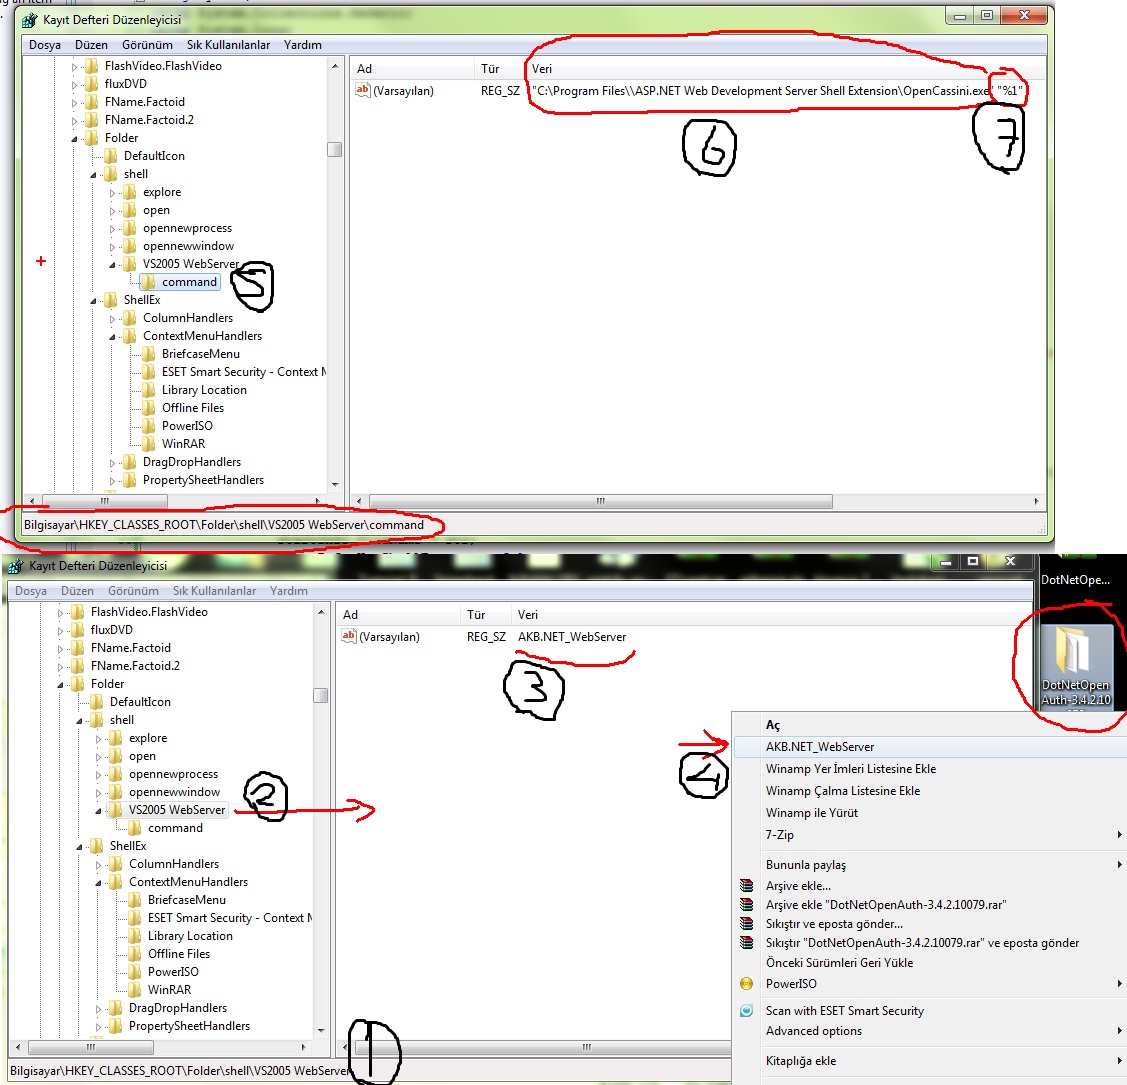 g an item
Kayıt Defteri Düzenleyicisi
Dosya Düzen Görünüm Sık Kullanılanlar Yardım
FlashVideo.FlashVideo
fluxDVD
FName.Factoid
FName.Factoid.2
Folder
DefaultIcon
shell
explore
open
opennewprocess
opennewwindow
VS2005 WebServer
command
5
ShellEx
ColumnHandlers
ContextMenuHandlers
BriefcaseMenu
ESET Smart Security - Context M
Library Location
Offline Files
PowerISO
WinRAR
DragDropHandlers
PropertySheetHandlers
Ad Tür Veri
(Varsayılan) REG_SZ "C:\Program Files\\ASP.NET Web Development Server Shell Extension\OpenCassini.exe" "%1"
6 7
Bilgisayar\HKEY_CLASSES_ROOT\Folder\shell\VS2005 WebServer\command
Kayıt Defteri Düzenleyicisi
Dosya Düzen Görünüm Sık Kullanılanlar Yardım
FlashVideo.FlashVideo
fluxDVD
FName.Factoid
FName.Factoid.2
Folder
DefaultIcon
shell
explore
open
opennewprocess
opennewwindow
VS2005 WebServer
2
command
ShellEx
ColumnHandlers
ContextMenuHandlers
BriefcaseMenu
ESET Smart Security - Context M
Library Location
Offline Files
PowerISO
WinRAR
DragDropHandlers
PropertySheetHandlers
Ad Tür Veri
(Varsayılan) REG_SZ AKB.NET_WebServer
3
Bilgisayar\HKEY_CLASSES_ROOT\Folder\shell\VS2005 WebServer
1
DotNetOpe...
DotNetOpen
Auth-3.4.2.10
4
Aç
AKB.NET_WebServer
Winamp Yer İmleri Listesine Ekle
Winamp Çalma Listesine Ekle
Winamp ile Yürüt
7-Zip
Bununla paylaş
Arşive ekle...
Arşive ekle "DotNetOpenAuth-3.4.2.10079.rar"
Sıkıştır ve eposta gönder...
Sıkıştır "DotNetOpenAuth-3.4.2.10079.rar" ve eposta gönder
Önceki Sürümleri Geri Yükle
PowerISO
Scan with ESET Smart Security
Advanced options
Kitaplığa ekle